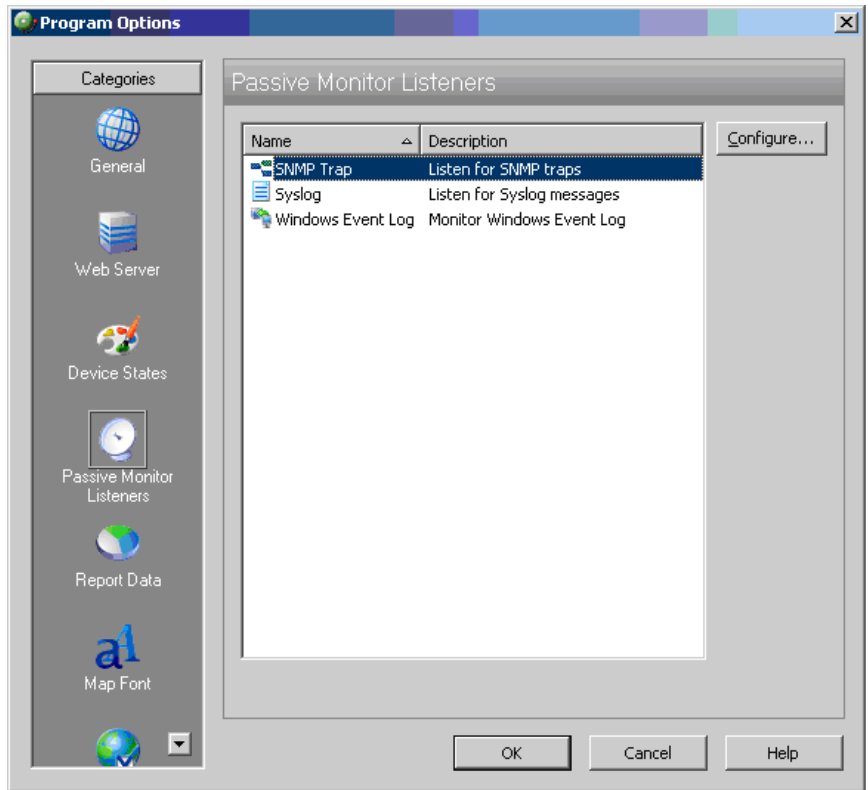 Program Options
Categories
General
Web Server
Device States
Passive Monitor
Listeners
Report Data
Map Font
Passive Monitor Listeners
Name Description
SNMP Trap Listen for SNMP traps
Syslog Listen for Syslog messages
Windows Event Log Monitor Windows Event Log
Configure...
OK Cancel Help